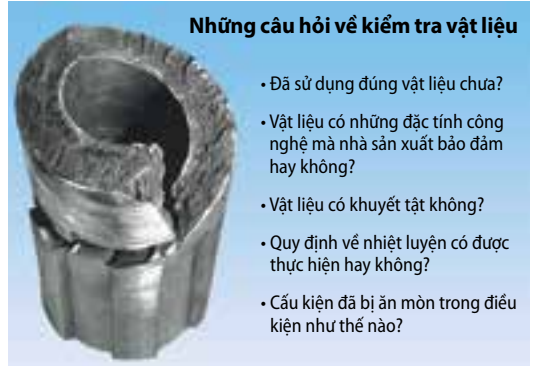 Những câu hỏi về kiểm tra vật liệu
• Đã sử dụng đúng vật liệu chưa?
• Vật liệu có những đặc tính công
nghệ mà nhà sản xuất bảo đảm
hay không?
• Vật liệu có khuyết tật không?
• Quy định về nhiệt luyện có được
thực hiện hay không?
• Cấu kiện đã bị ăn mòn trong điều
kiện như thế nào?